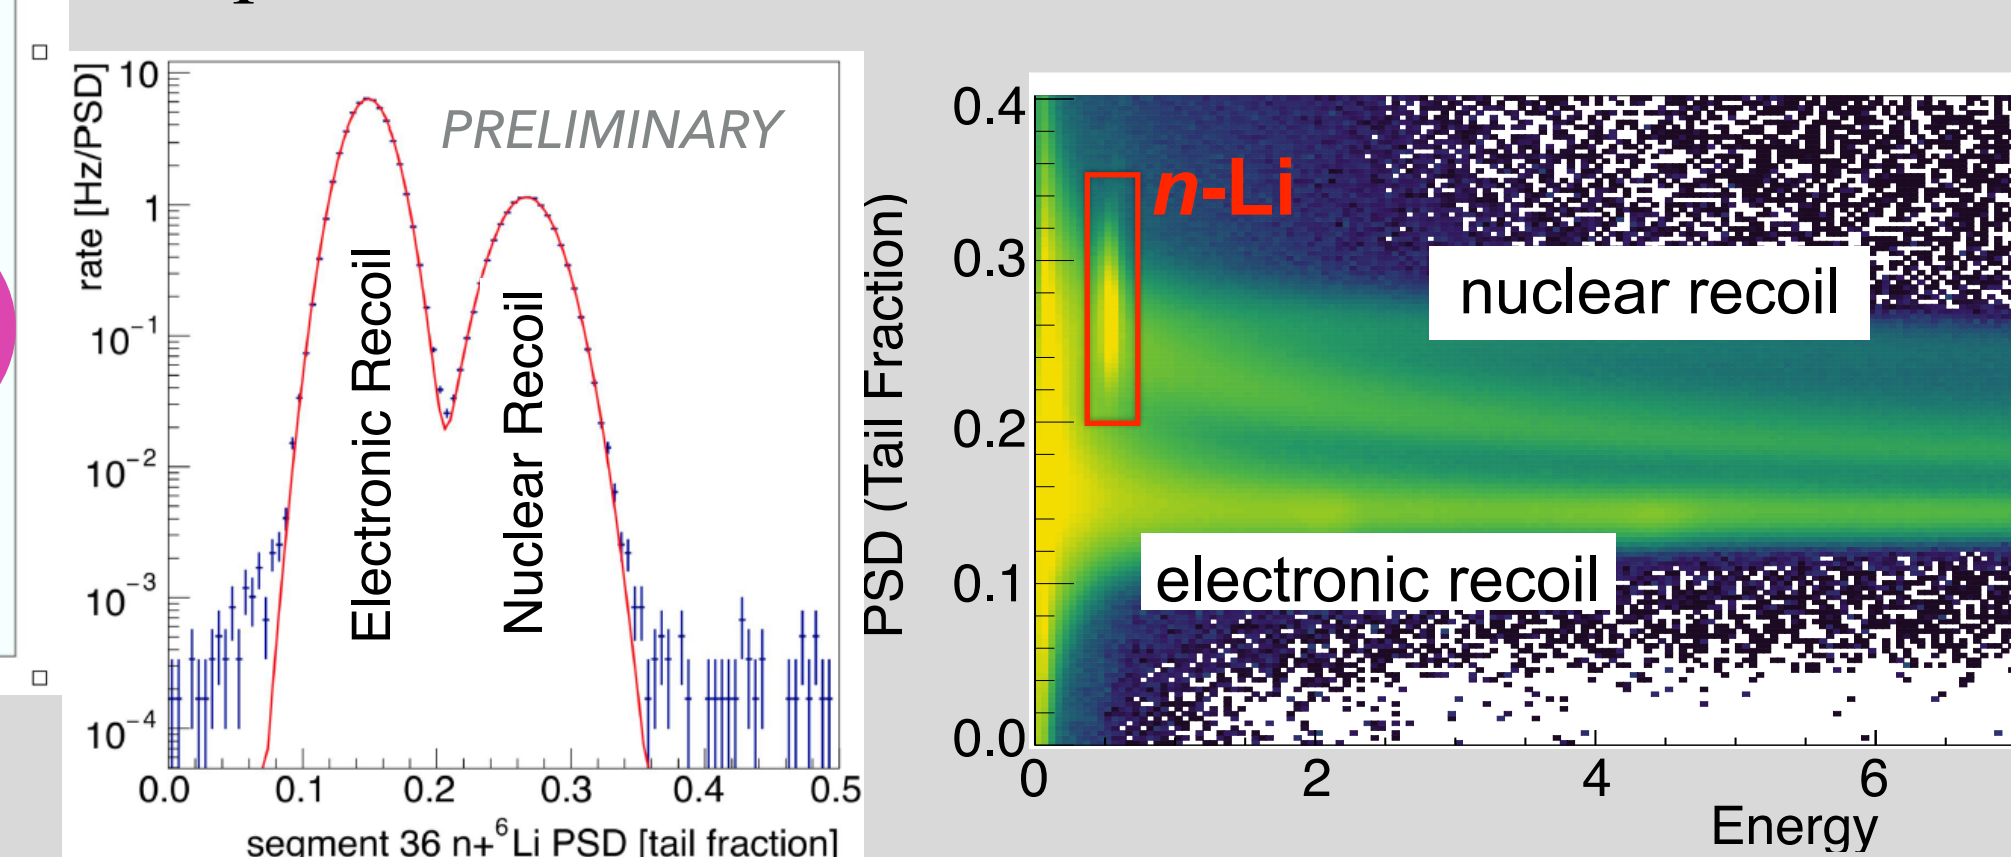 rate [Hz/PSD]
10
1
10⁻¹
10⁻²
10⁻³
10⁻⁴
PRELIMINARY
Electronic Recoil
Nuclear Recoil
0.0 0.1 0.2 0.3 0.4 0.5
segment 36 n+⁶Li PSD [tail fraction]
PSD (Tail Fraction)
0.4
0.3
0.2
0.1
0.0
n-Li
nuclear recoil
electronic recoil
0 2 4 6
Energy